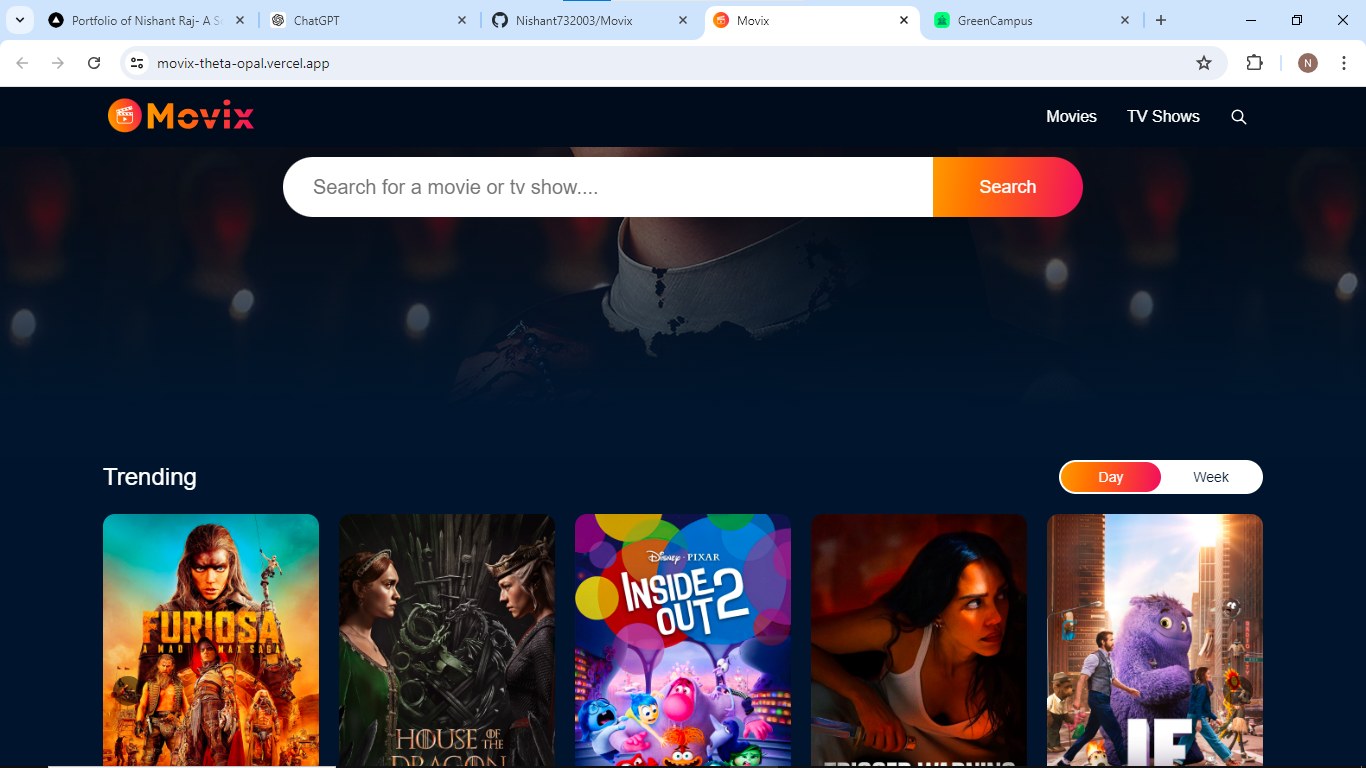 Portfolio of Nishant Raj- A S
ChatGPT
Nishant732003/Movix
Movix
GreenCampus
movix-theta-opal.vercel.app
N
Movix
Movies
TV Shows
Search for a movie or tv show....
Search
Trending
Day
Week
FURIOSA
A MAD MAX SAGA
HOUSE OF THE
DRAGON
Disney · PIXAR
INSIDE
OUT 2
TRIGGER WARNING
IF